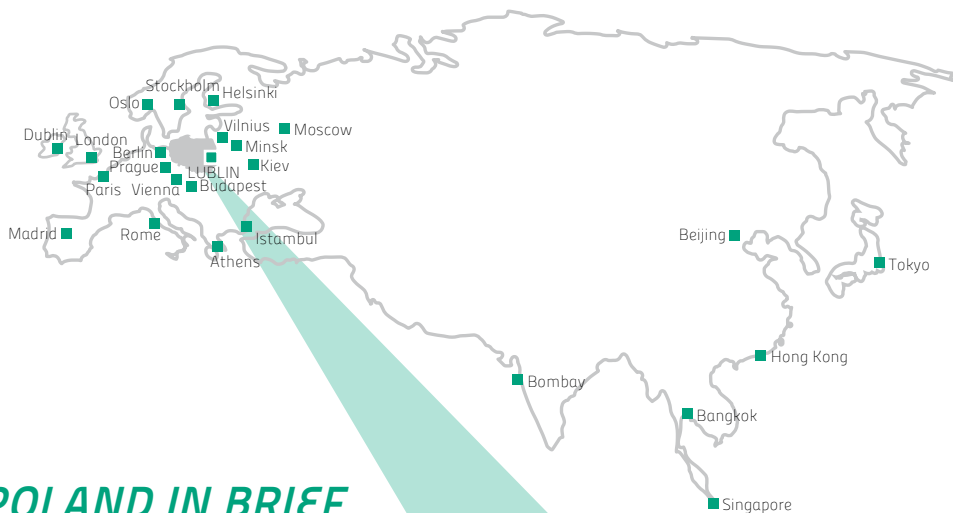 Stockholm
Helsinki
Oslo
Vilnius
Moscow
Dublin
London
Berlin
Minsk
Prague
LUBLIN
Kiev
Paris
Vienna
Budapest
Madrid
Rome
Istambul
Athens
Beijing
Tokyo
Hong Kong
Bombay
Bangkok
Singapore
POLAND IN BRIEF